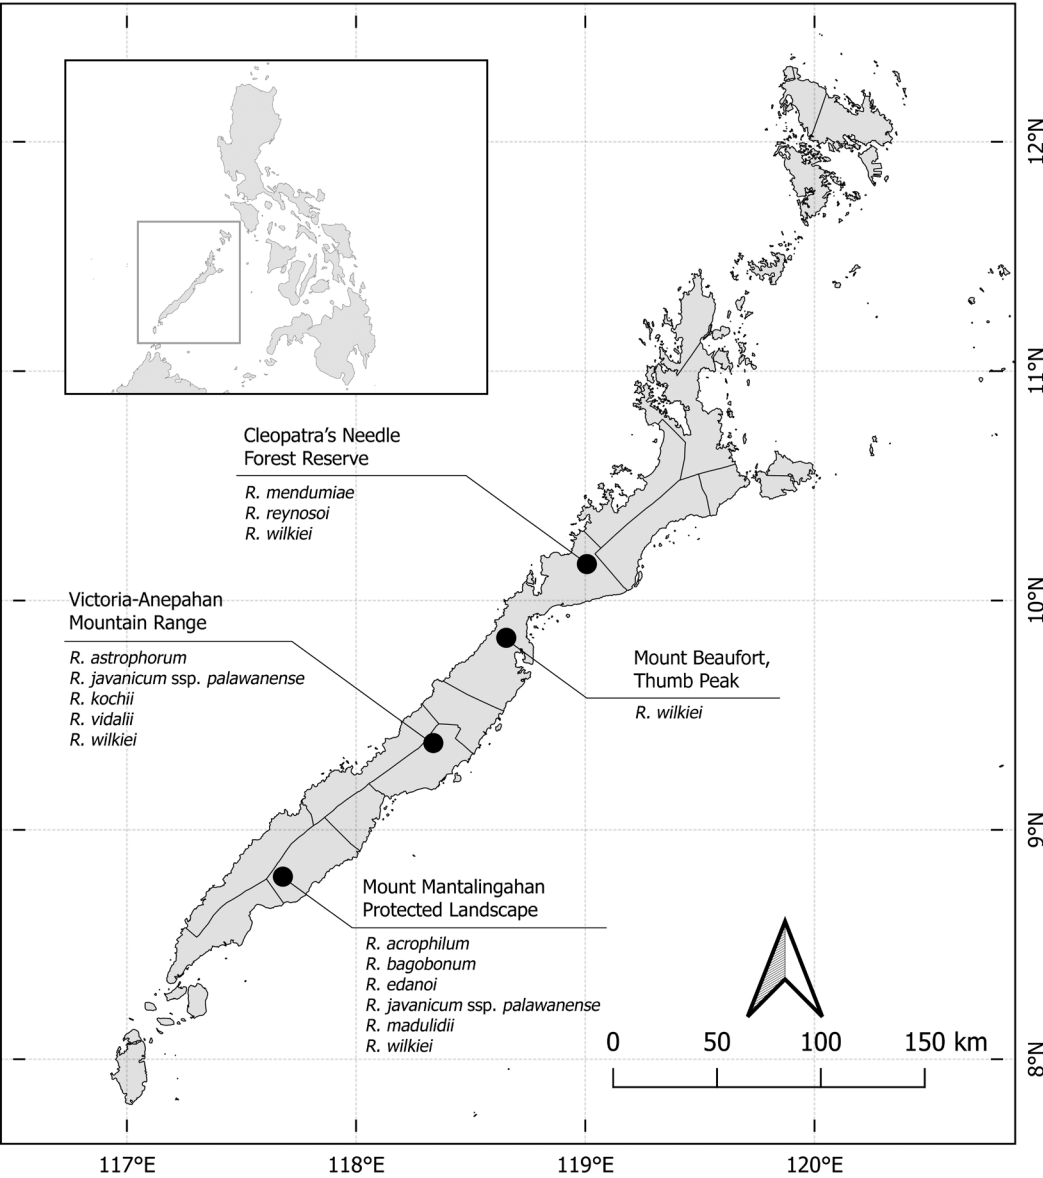 12°N
11°N
Cleopatra's Needle
Forest Reserve
R. mendumiae
R. reynosoi
R. wilkiei
10°N
Victoria-Anepahan
Mountain Range
R. astrophorum
R. javanicum ssp. palawanense
R. kochii
R. vidalii
R. wilkiei
Mount Beaufort,
Thumb Peak
R. wilkiei
9°N
Mount Mantalingahan
Protected Landscape
R. acrophilum
R. bagobonum
R. edanoi
R. javanicum ssp. palawanense
R. madulidii
R. wilkiei
0 50 100 150 km
8°N
117°E 118°E 119°E 120°E